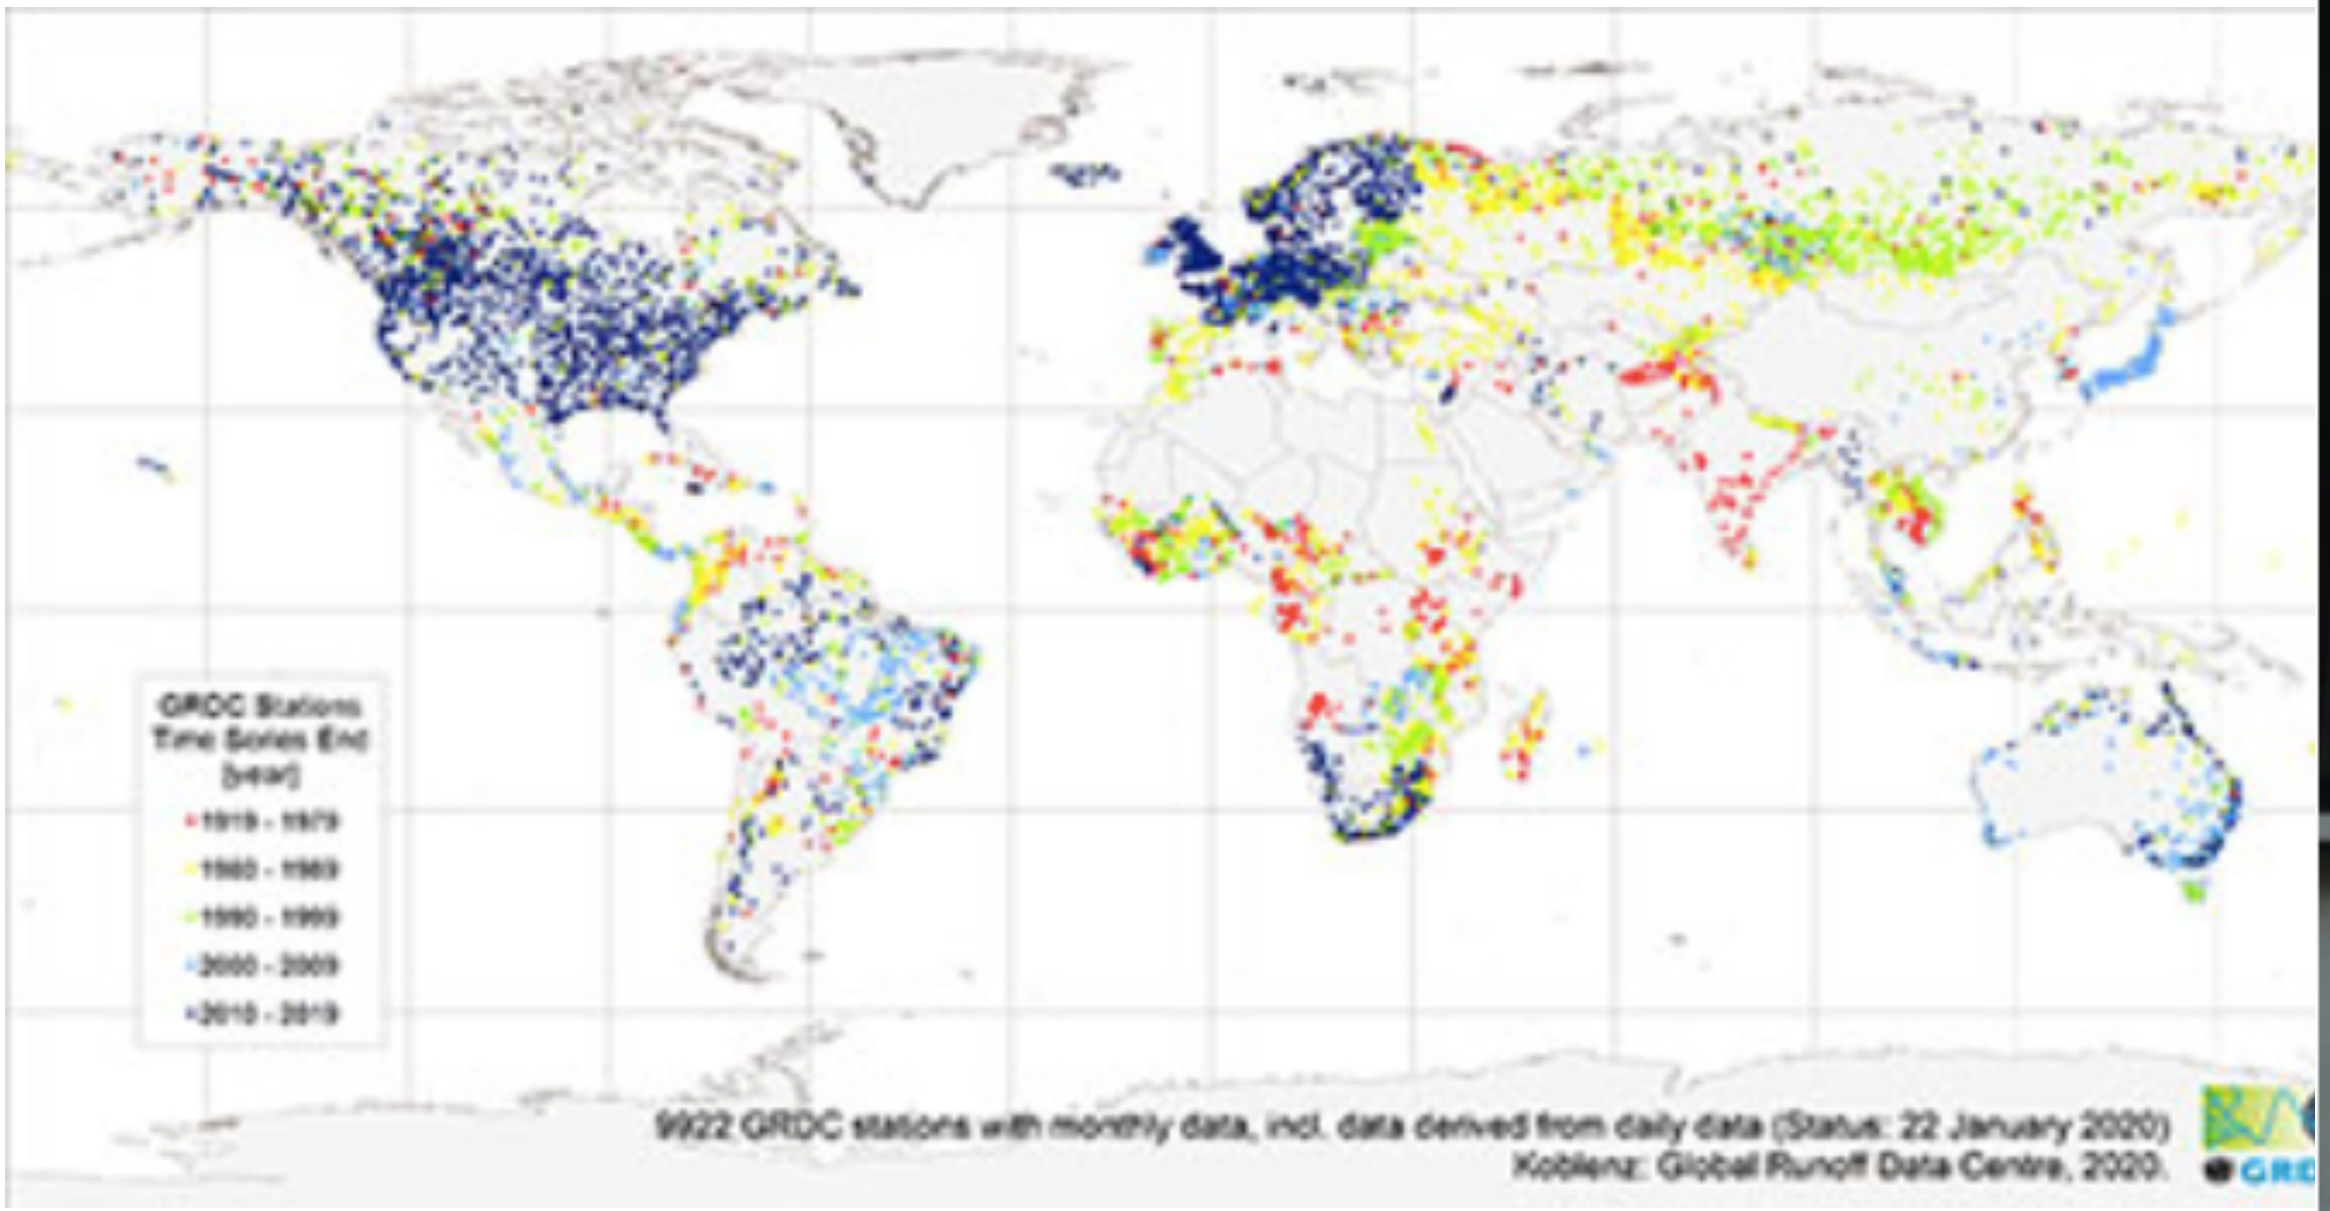 GRDC Stations
Time Series End
[year]
1919 - 1979
1980 - 1989
1990 - 1999
2000 - 2009
2010 - 2019
9922 GRDC stations with monthly data, incl. data derived from daily data (Status: 22 January 2020)
Koblenz: Global Runoff Data Centre, 2020.
GRD